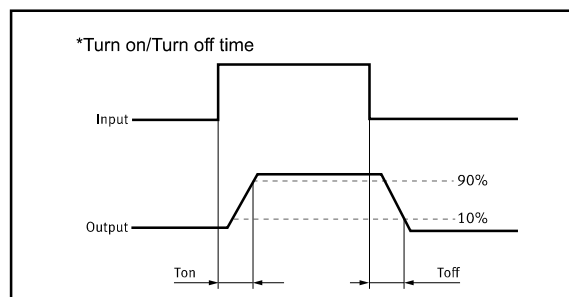 *Turn on/Turn off time
Input
90%
10%
Output
Ton
Toff